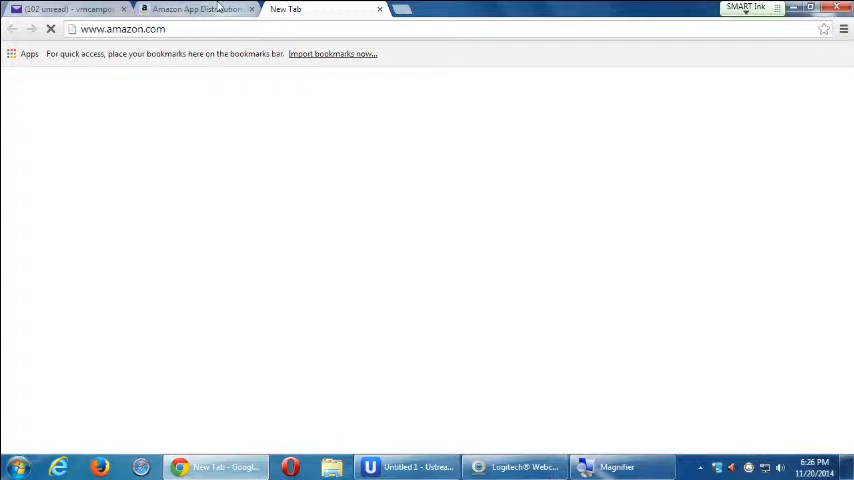 (102 unread) - vmcampo
Amazon App Distribution
New Tab
SMART Ink
www.amazon.com
Apps
For quick access, place your bookmarks here on the bookmarks bar. Import bookmarks now...
New Tab - Googl...
Untitled 1 - Ustrea...
Logitech® Webc...
Magnifier
6:26 PM
11/20/2014